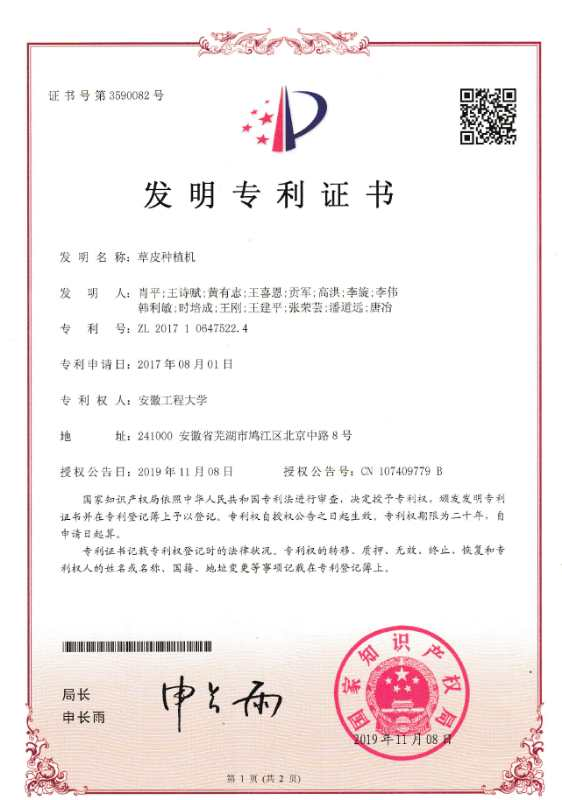 证书号第3590082号
发明专利证书
发明名称：草皮种植机
发明人：肖平;王诗赋;黄有志;王喜恩;贡军;高洪;李旋;李伟
韩利敏;时培成;王刚;王建平;张荣芸;潘道远;唐冶
专利号：ZL 2017 1 0647522.4
专利申请日：2017年08月01日
专利权人：安徽工程大学
地址：241000 安徽省芜湖市鸠江区北京中路8号
授权公告日：2019年11月08日 授权公告号：CN 107409779 B
国家知识产权局依照中华人民共和国专利法进行审查，决定授予专利权，颁发发明专利
证书并在专利登记簿上予以登记。专利权自授权公告之日起生效。专利权期限为二十年，自
申请日起算。
专利证书记载专利权登记时的法律状况。专利权的转移、质押、无效、终止、恢复和专
利权人的姓名或名称、国籍、地址变更等事项记载在专利登记簿上。
局长
申长雨
申长雨
国家知识产权局
2019年11月08日
第1页(共2页)